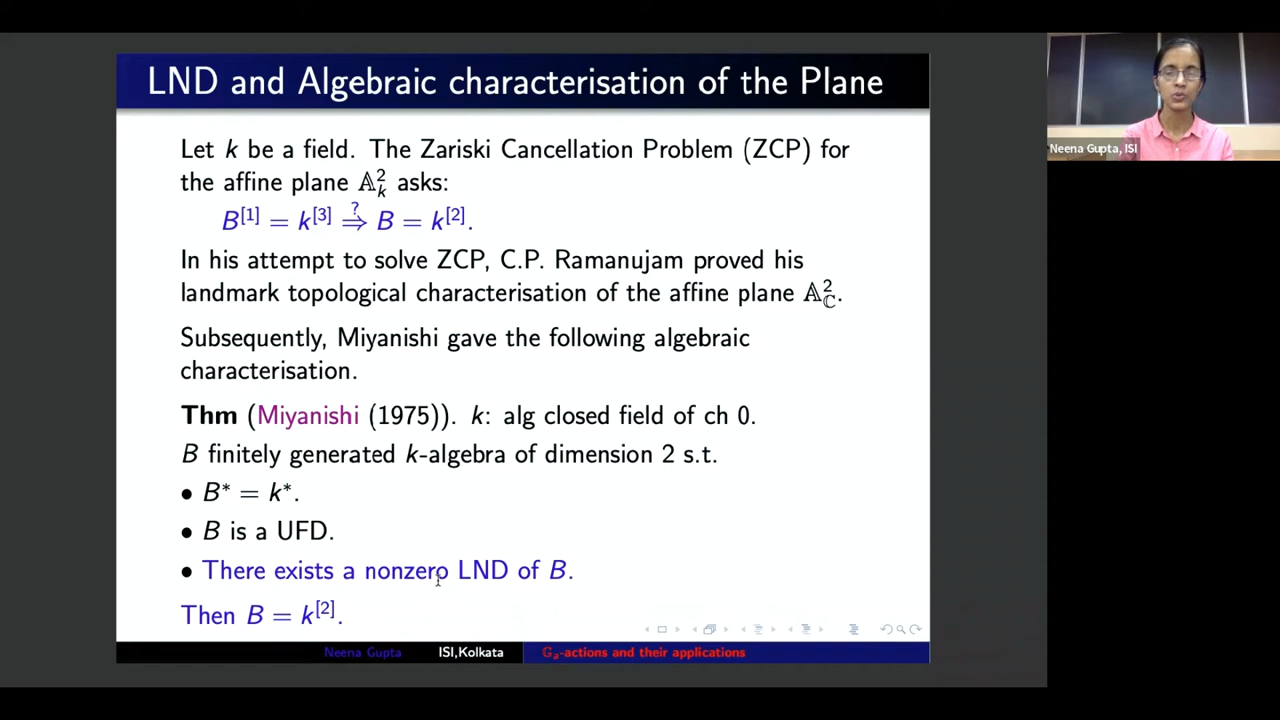 LND and Algebraic characterisation of the Plane
Let k be a field. The Zariski Cancellation Problem (ZCP) for
the affine plane 𝔸²ₖ asks:
B^[1] = k^[3] ⇒? B = k^[2].
In his attempt to solve ZCP, C.P. Ramanujam proved his
landmark topological characterisation of the affine plane 𝔸²_ℂ.
Subsequently, Miyanishi gave the following algebraic
characterisation.
Thm (Miyanishi (1975)). k: alg closed field of ch 0.
B finitely generated k-algebra of dimension 2 s.t.
• B* = k*.
• B is a UFD.
• There exists a nonzero LND of B.
Then B = k^[2].
Neena Gupta ISI,Kolkata 𝔾ₐ-actions and their applications
Neena Gupta, ISI